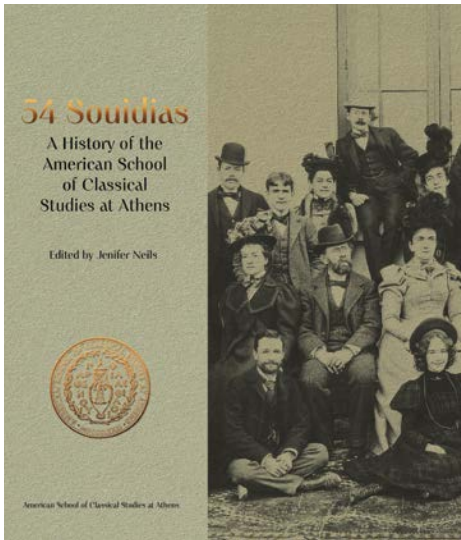 54 Souidias
A History of the
American School
of Classical
Studies at Athens
Edited by Jenifer Neils
American School of Classical Studies at Athens